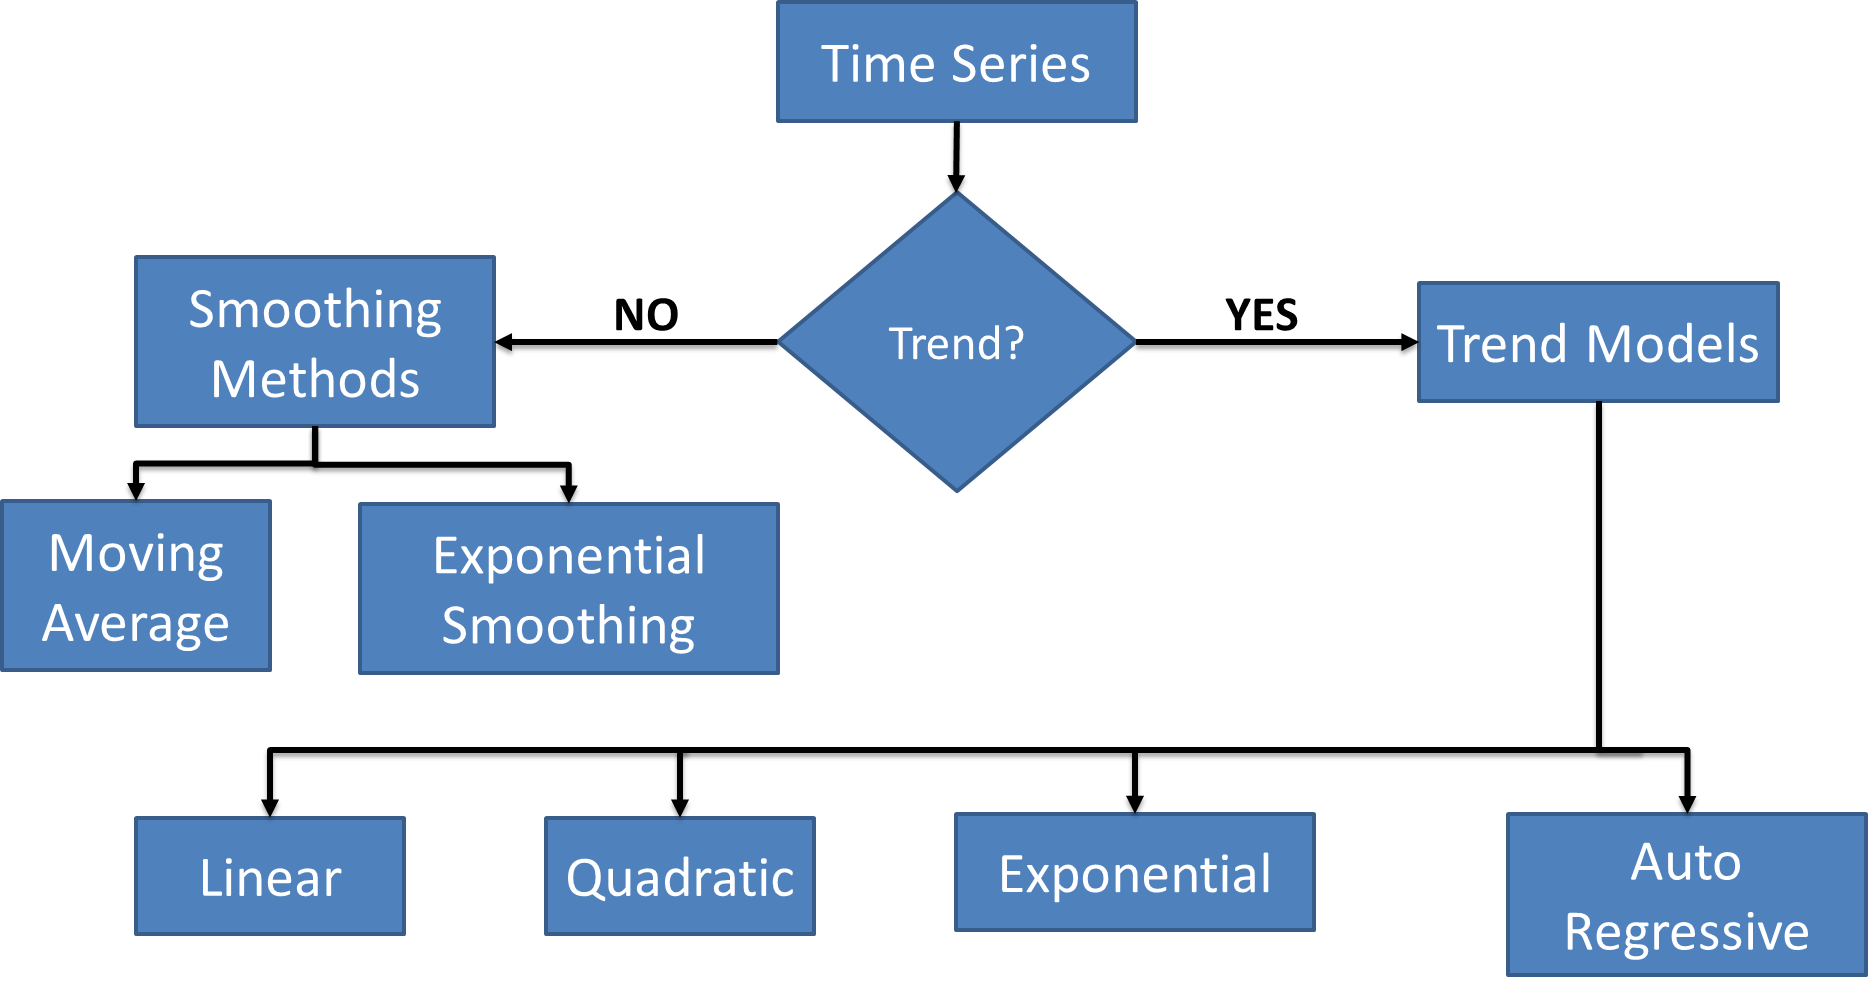 Time Series
Smoothing
Methods
NO
Trend?
YES
Trend Models
Moving
Average
Exponential
Smoothing
Linear
Quadratic
Exponential
Auto
Regressive